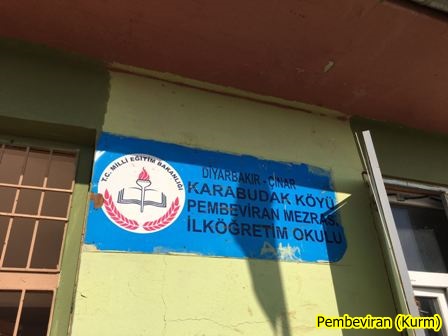 T.C. MİLLİ EĞİTİM BAKANLIĞI
DİYARBAKIR - ÇINAR
KARABUDAK KÖYÜ
PEMBEVİRAN MEZRASI
İLKÖĞRETİM OKULU
Pembeviran (Kurm)